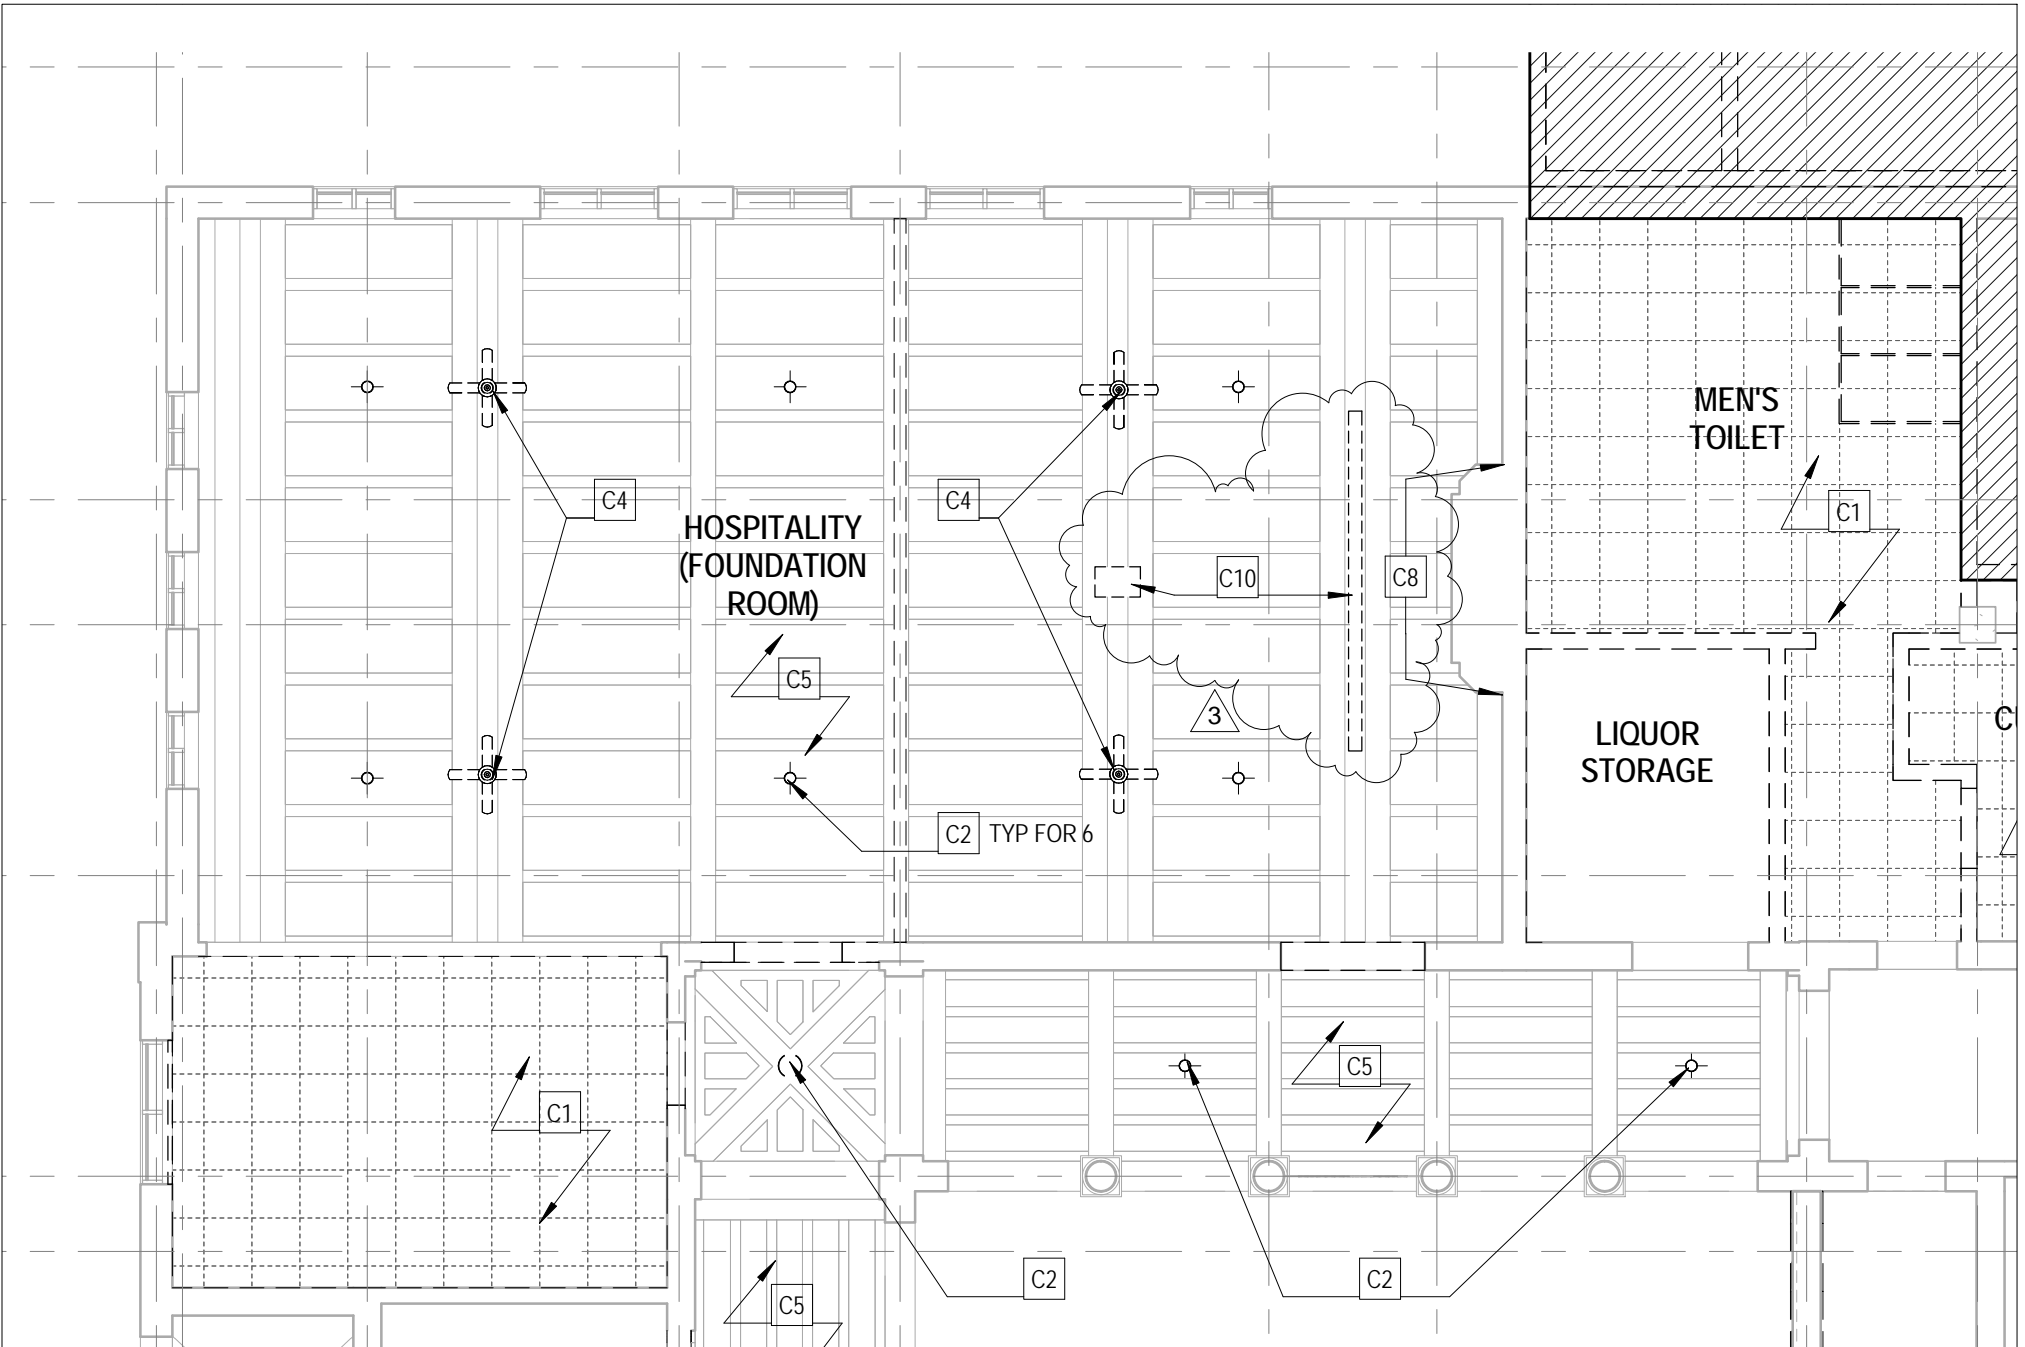 MEN'S
TOILET
C4
C4
C1
HOSPITALITY
(FOUNDATION
ROOM)
C10
C8
C5
3
LIQUOR
STORAGE
C2 TYP FOR 6
C5
C1
C2
C2
C5